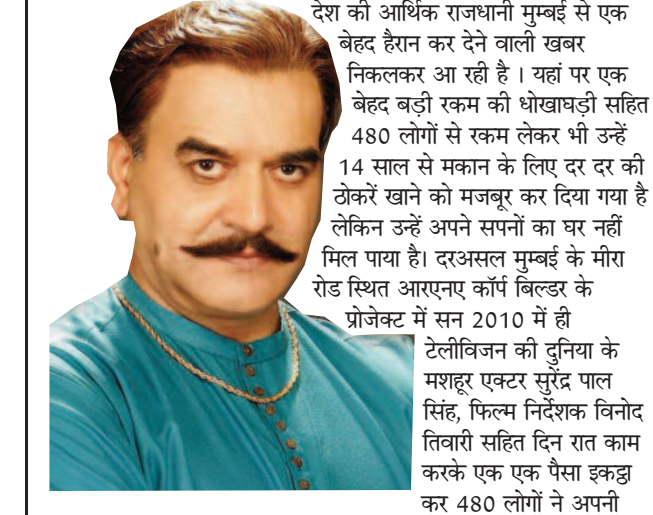 देश की आर्थिक राजधानी मुम्बई से एक
बेहद हैरान कर देने वाली खबर
निकलकर आ रही है । यहां पर एक
बेहद बड़ी रकम की धोखाघड़ी सहित
480 लोगों से रकम लेकर भी उन्हें
14 साल से मकान के लिए दर दर की
ठोकरें खाने को मजबूर कर दिया गया है
लेकिन उन्हें अपने सपनों का घर नहीं
मिल पाया है। दरअसल मुम्बई के मीरा
रोड स्थित आरएनए कॉर्प बिल्डर के
प्रोजेक्ट में सन 2010 में ही
टेलीविजन की दुनिया के
मशहूर एक्टर सुरेंद्र पाल
सिंह, फिल्म निर्देशक विनोद
तिवारी सहित दिन रात काम
करके एक एक पैसा इकठ्ठा
कर 480 लोगों ने अपनी